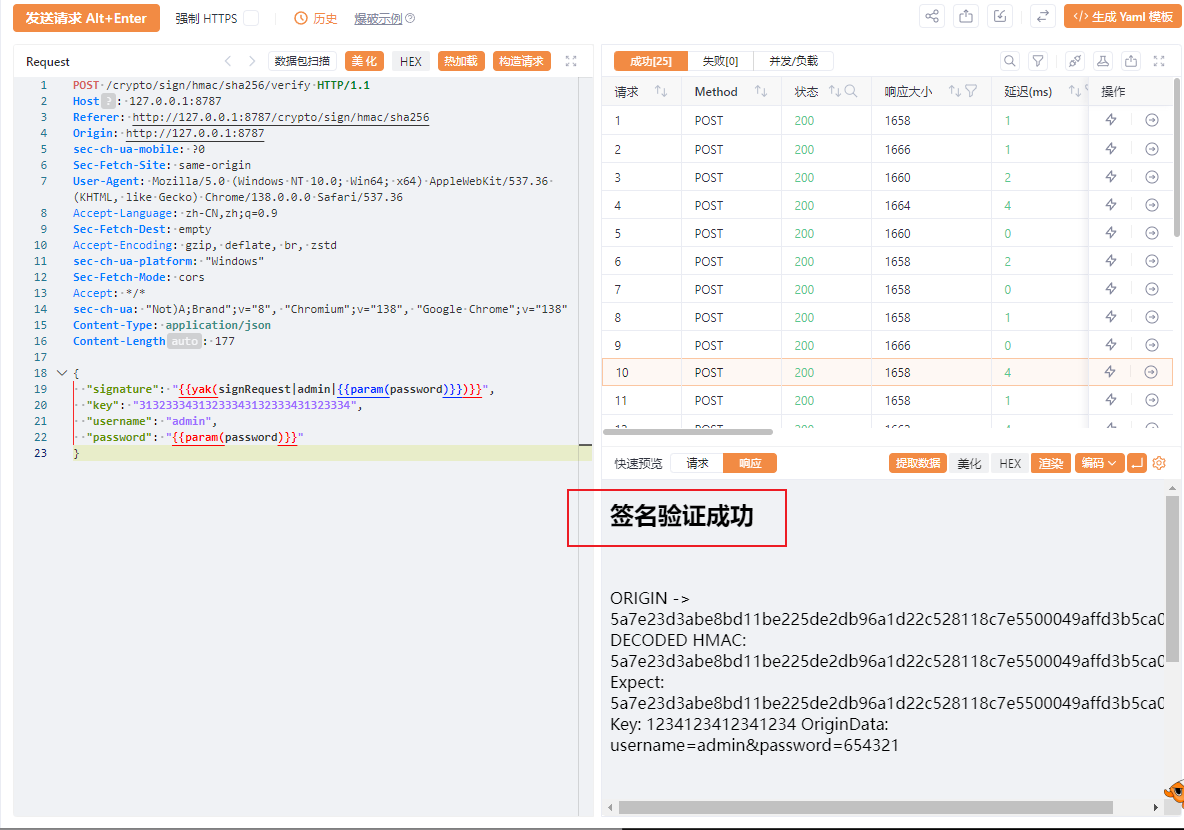 发送请求 Alt+Enter 强制 HTTPS 历史 爆破示例 生成 Yaml 模板
Request 数据包扫描 美化 HEX 热加载 构造请求
1 POST /crypto/sign/hmac/sha256/verify HTTP/1.1
2 Host ? : 127.0.0.1:8787
3 Referer: http://127.0.0.1:8787/crypto/sign/hmac/sha256
4 Origin: http://127.0.0.1:8787
5 sec-ch-ua-mobile: ?0
6 Sec-Fetch-Site: same-origin
7 User-Agent: Mozilla/5.0 (Windows NT 10.0; Win64; x64) AppleWebKit/537.36
(KHTML, like Gecko) Chrome/138.0.0.0 Safari/537.36
8 Accept-Language: zh-CN,zh;q=0.9
9 Sec-Fetch-Dest: empty
10 Accept-Encoding: gzip, deflate, br, zstd
11 sec-ch-ua-platform: "Windows"
12 Sec-Fetch-Mode: cors
13 Accept: */*
14 sec-ch-ua: "Not)A;Brand";v="8", "Chromium";v="138", "Google Chrome";v="138"
15 Content-Type: application/json
16 Content-Length auto : 177
17
18 {
19 "signature": "{{yak(signRequest|admin|{{param(password)}})}}",
20 "key": "31323334313233343132333431323334",
21 "username": "admin",
22 "password": "{{param(password)}}"
23 }
成功[25] 失败[0] 并发/负载
请求 Method 状态 响应大小 延迟(ms) 操作
1 POST 200 1658 1
2 POST 200 1666 1
3 POST 200 1660 2
4 POST 200 1664 4
5 POST 200 1660 0
6 POST 200 1658 2
7 POST 200 1658 0
8 POST 200 1658 1
9 POST 200 1666 0
10 POST 200 1658 4
11 POST 200 1658 1
快速预览 请求 响应 提取数据 美化 HEX 渲染 编码
签名验证成功
ORIGIN ->
5a7e23d3abe8bd11be225de2db96a1d22c528118c7e5500049affd3b5ca0
DECODED HMAC:
5a7e23d3abe8bd11be225de2db96a1d22c528118c7e5500049affd3b5ca0
Expect:
5a7e23d3abe8bd11be225de2db96a1d22c528118c7e5500049affd3b5ca0
Key: 1234123412341234 OriginData:
username=admin&password=654321